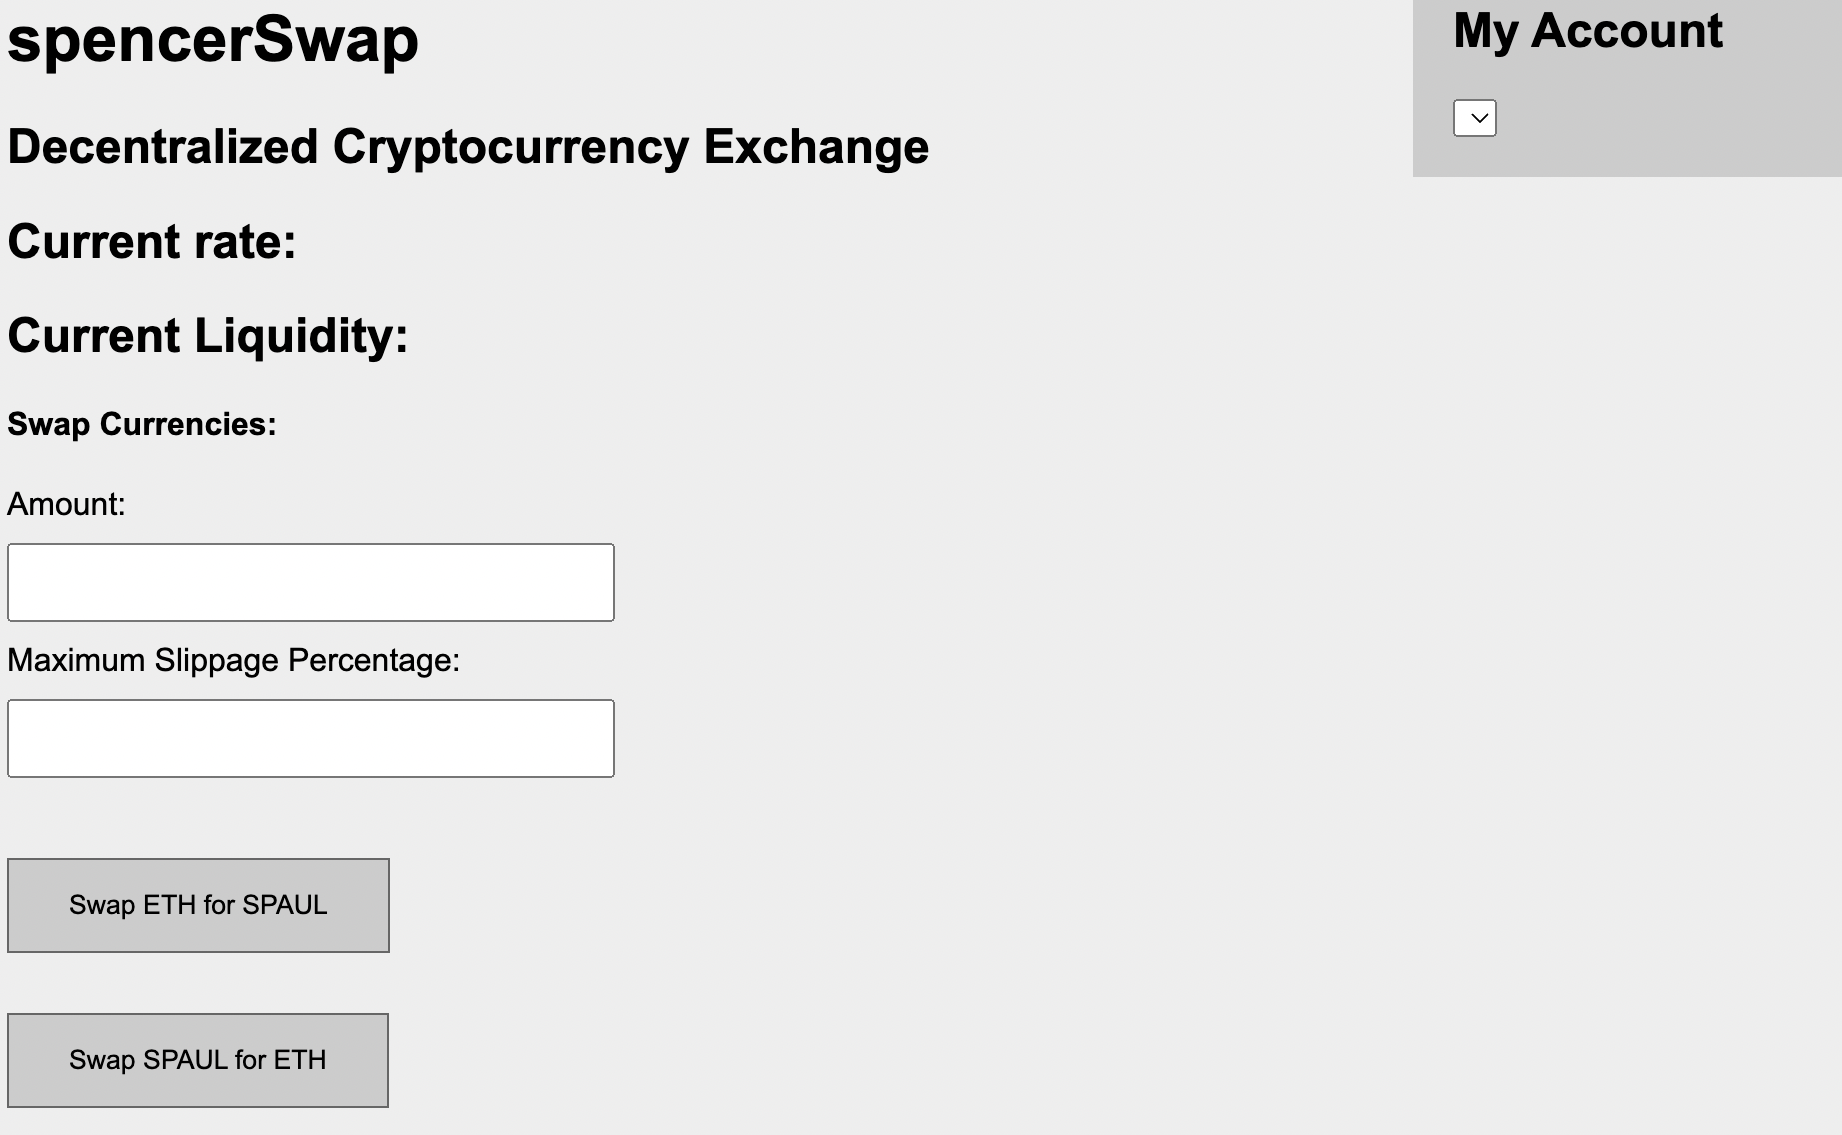 spencerSwap
My Account
Decentralized Cryptocurrency Exchange
Current rate:
Current Liquidity:
Swap Currencies:
Amount:
Maximum Slippage Percentage:
Swap ETH for SPAUL
Swap SPAUL for ETH